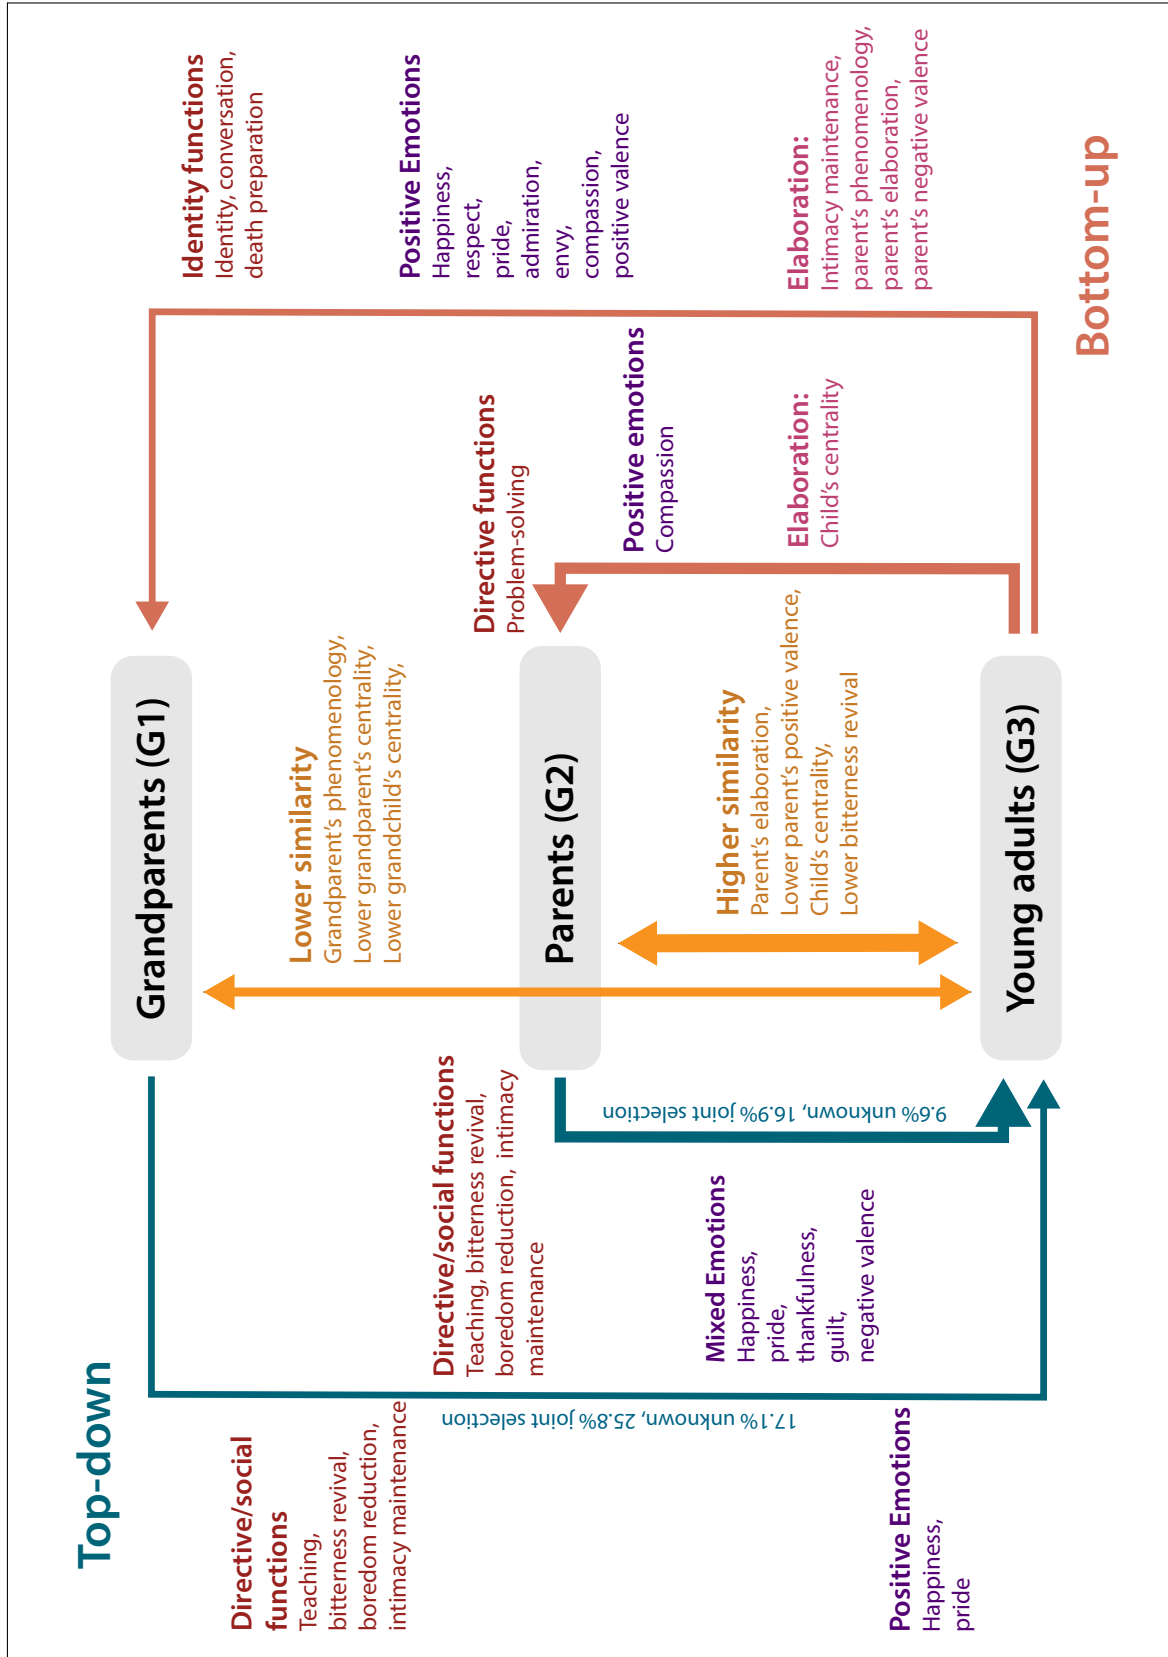 Top-down
Directive/social
functions
Teaching,
bitterness revival,
boredom reduction,
intimacy maintenance
17.1% unknown, 25.8% joint selection
Positive Emotions
Happiness,
pride
Directive/social functions
Teaching, bitterness revival,
boredom reduction, intimacy
maintenance
9.6% unknown, 16.9% joint selection
Mixed Emotions
Happiness,
pride,
thankfulness,
guilt,
negative valence
Grandparents (G1)
Lower similarity
Grandparent's phenomenology,
Lower grandparent's centrality,
Lower grandchild's centrality,
Parents (G2)
Higher similarity
Parent's elaboration,
Lower parent's positive valence,
Child's centrality,
Lower bitterness revival
Young adults (G3)
Directive functions
Problem-solving
Positive emotions
Compassion
Elaboration:
Child's centrality
Identity functions
Identity, conversation,
death preparation
Positive Emotions
Happiness,
respect,
pride,
admiration,
envy,
compassion,
positive valence
Elaboration:
Intimacy maintenance,
parent's phenomenology,
parent's elaboration,
parent's negative valence
Bottom-up